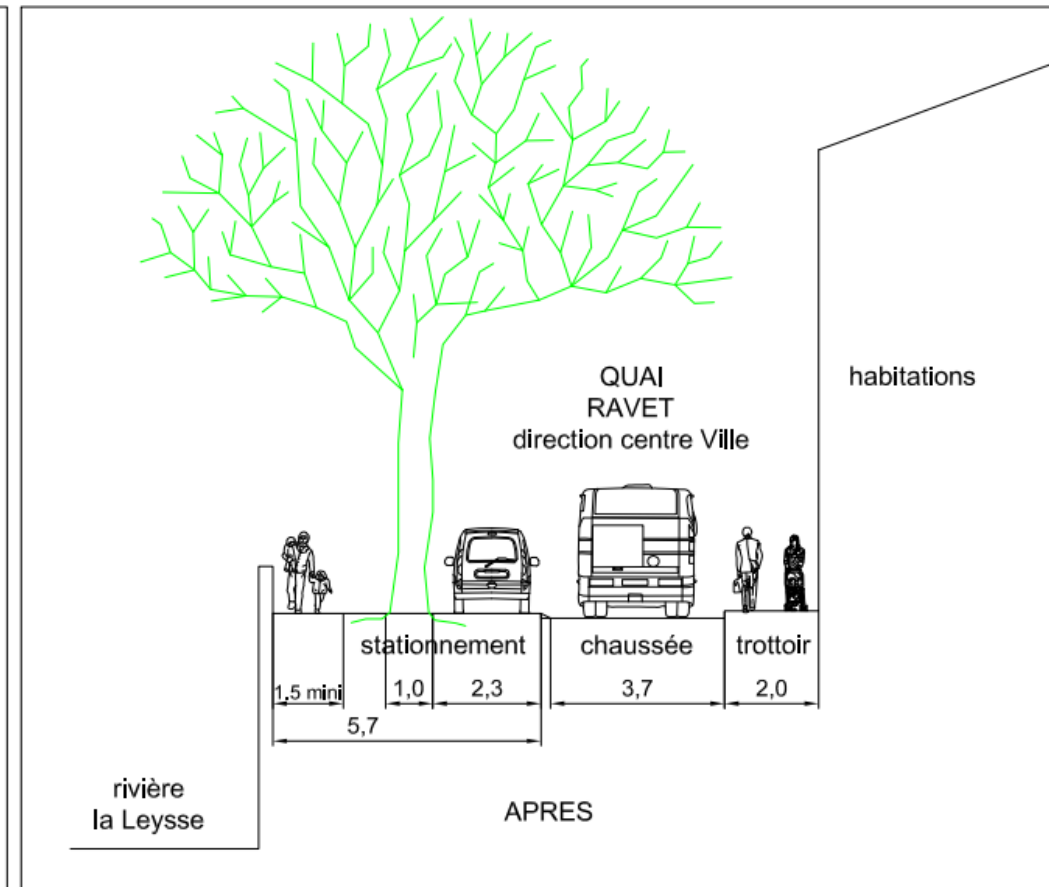 QUAI
RAVET
direction centre Ville
habitations
stationnement
chaussée
trottoir
1,5 mini
1,0
2,3
3,7
2,0
5,7
rivière
la Leysse
APRES